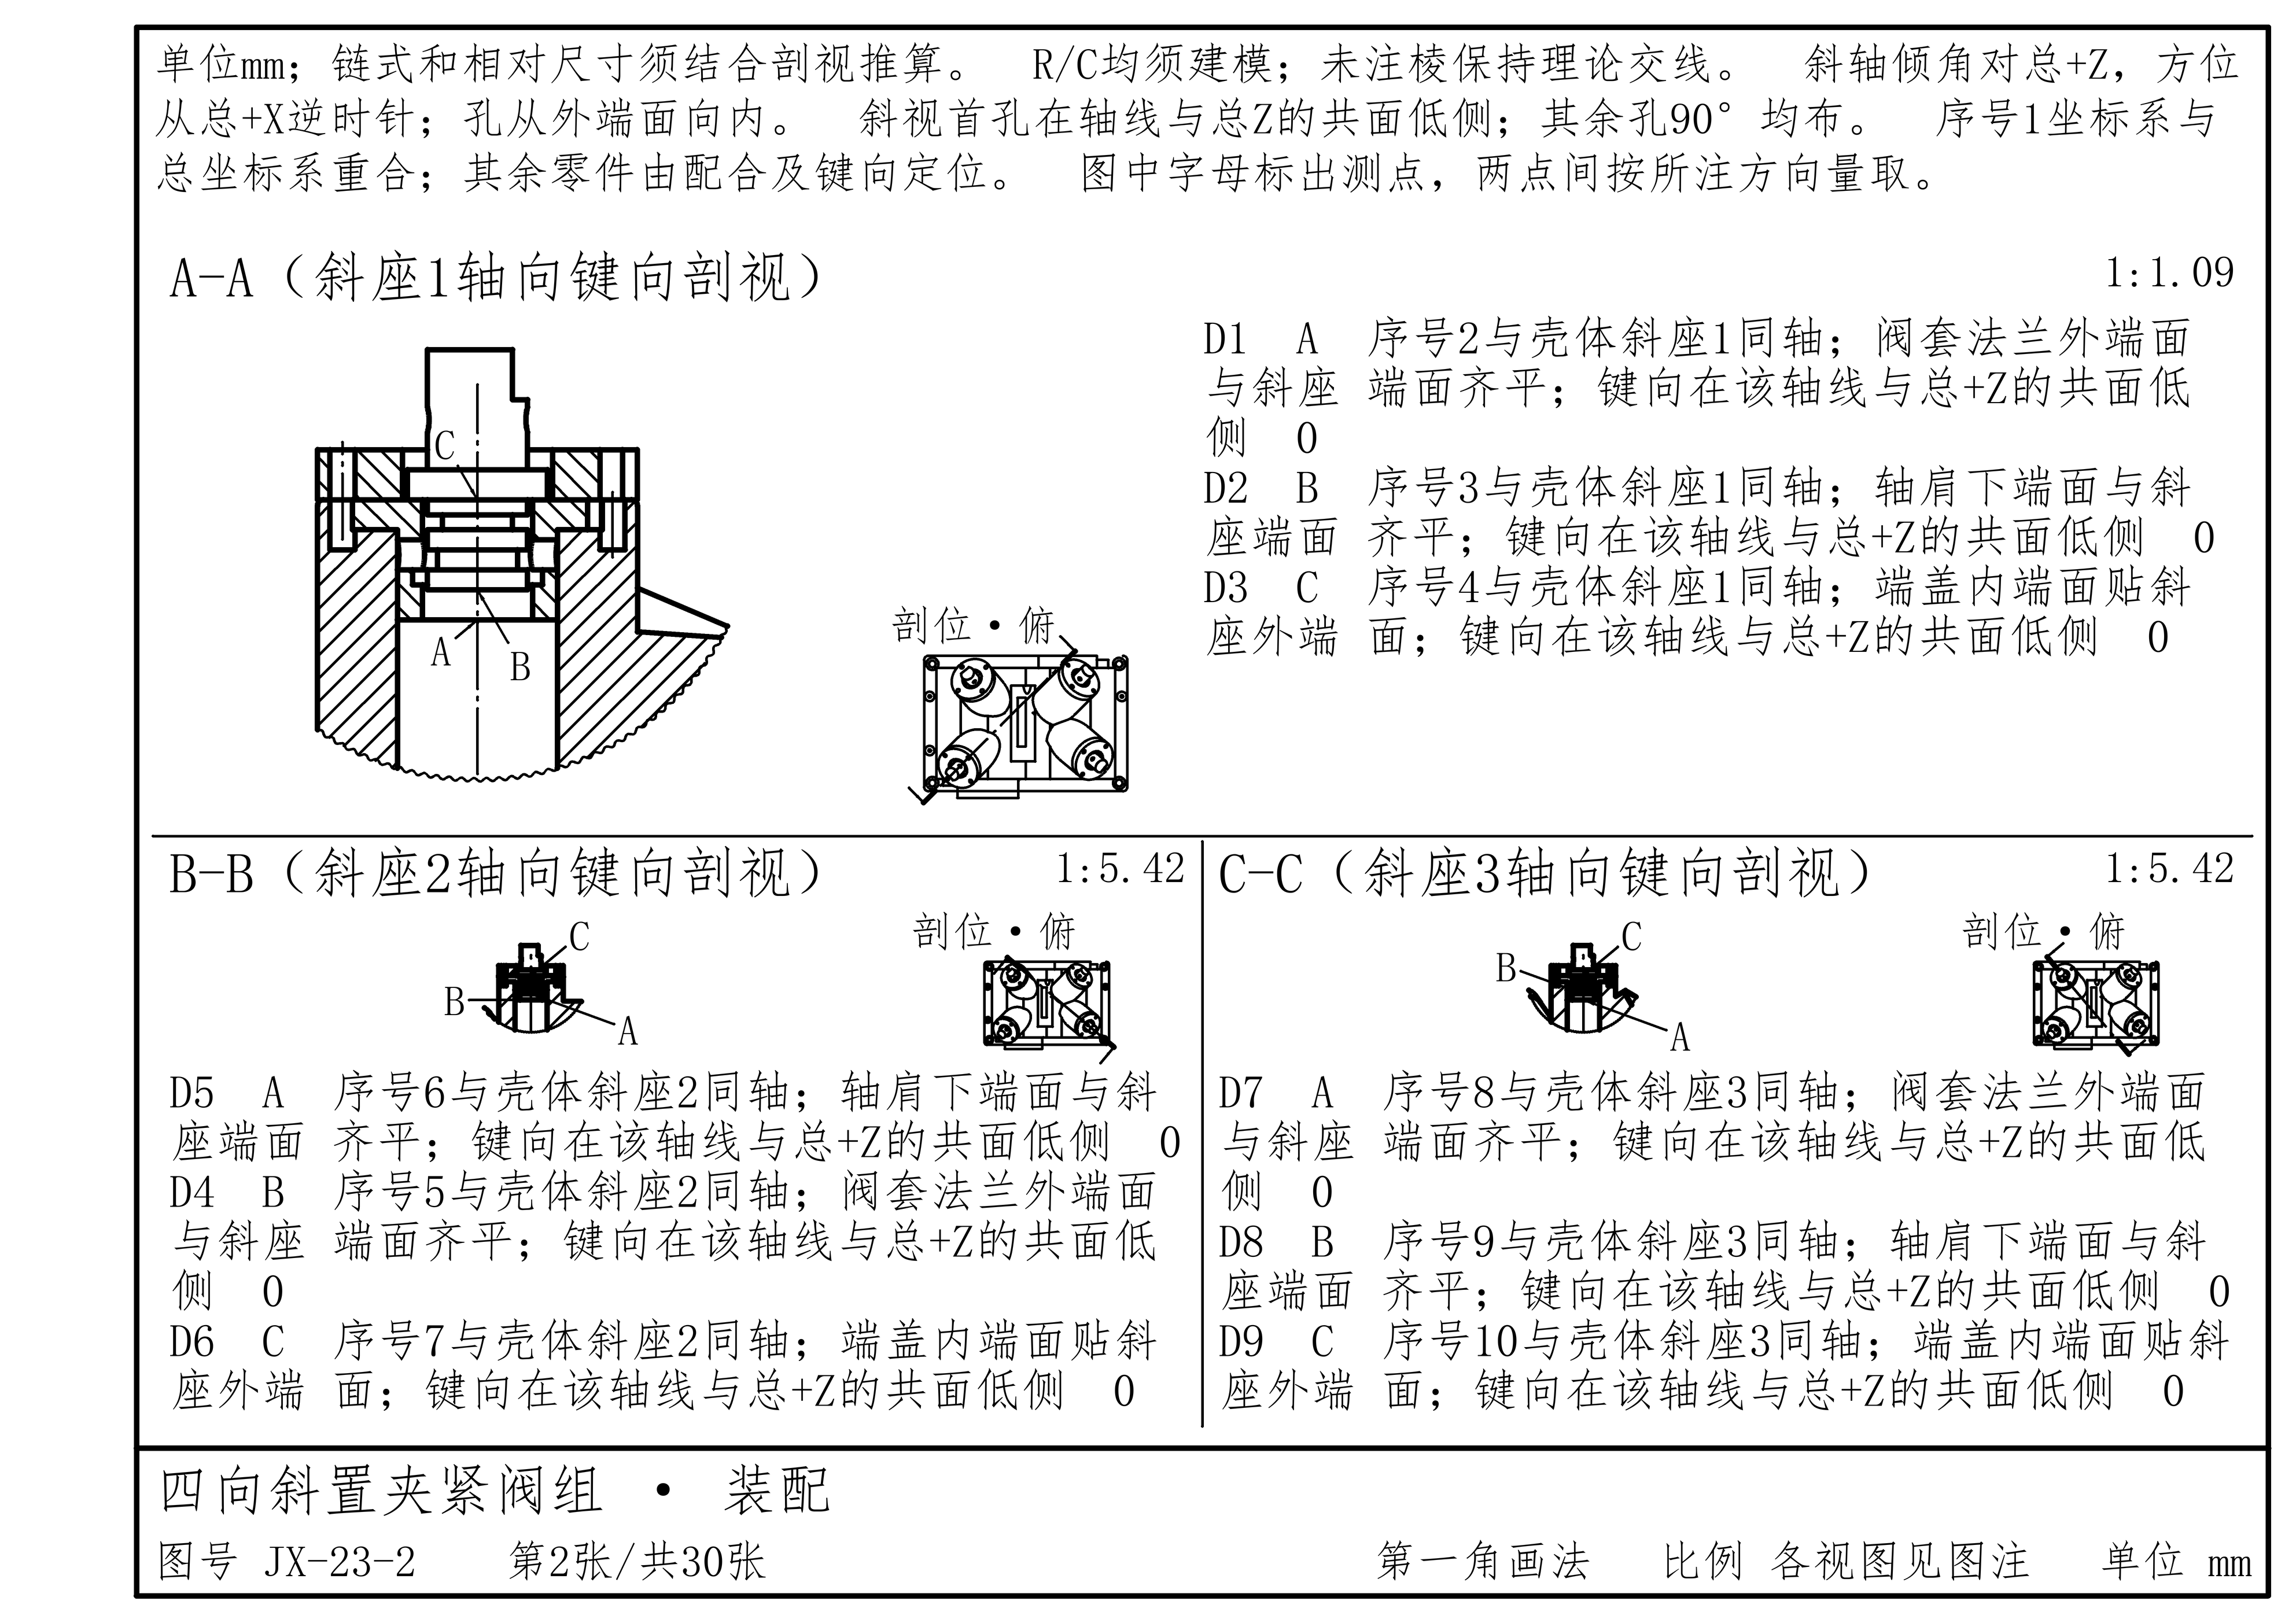 单位mm；链式和相对尺寸须结合剖视推算。 R/C均须建模；未注棱保持理论交线。 斜轴倾角对总+Z，方位
从总+X逆时针；孔从外端面向内。 斜视首孔在轴线与总Z的共面低侧；其余孔90°均布。 序号1坐标系与
总坐标系重合；其余零件由配合及键向定位。 图中字母标出测点，两点间按所注方向量取。
A-A（斜座1轴向键向剖视）
1:1.09
C
A
B
剖位·俯
D1 A 序号2与壳体斜座1同轴；阀套法兰外端面
与斜座 端面齐平；键向在该轴线与总+Z的共面低
侧 0
D2 B 序号3与壳体斜座1同轴；轴肩下端面与斜
座端面 齐平；键向在该轴线与总+Z的共面低侧 0
D3 C 序号4与壳体斜座1同轴；端盖内端面贴斜
座外端 面；键向在该轴线与总+Z的共面低侧 0
B-B（斜座2轴向键向剖视）
1:5.42
C
B
A
剖位·俯
D5 A 序号6与壳体斜座2同轴；轴肩下端面与斜
座端面 齐平；键向在该轴线与总+Z的共面低侧 0
D4 B 序号5与壳体斜座2同轴；阀套法兰外端面
与斜座 端面齐平；键向在该轴线与总+Z的共面低
侧 0
D6 C 序号7与壳体斜座2同轴；端盖内端面贴斜
座外端 面；键向在该轴线与总+Z的共面低侧 0
C-C（斜座3轴向键向剖视）
1:5.42
C
B
A
剖位·俯
D7 A 序号8与壳体斜座3同轴；阀套法兰外端面
与斜座 端面齐平；键向在该轴线与总+Z的共面低
侧 0
D8 B 序号9与壳体斜座3同轴；轴肩下端面与斜
座端面 齐平；键向在该轴线与总+Z的共面低侧 0
D9 C 序号10与壳体斜座3同轴；端盖内端面贴斜
座外端 面；键向在该轴线与总+Z的共面低侧 0
四向斜置夹紧阀组 · 装配
图号 JX-23-2 第2张/共30张 第一角画法 比例 各视图见图注 单位 mm